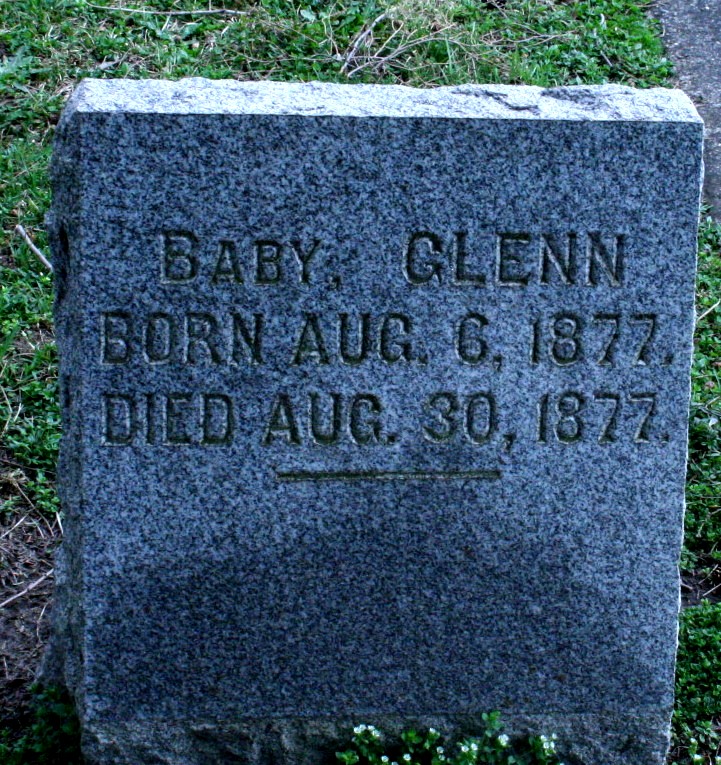 BABY, GLENN
BORN AUG. 6, 1877.
DIED AUG. 30, 1877.